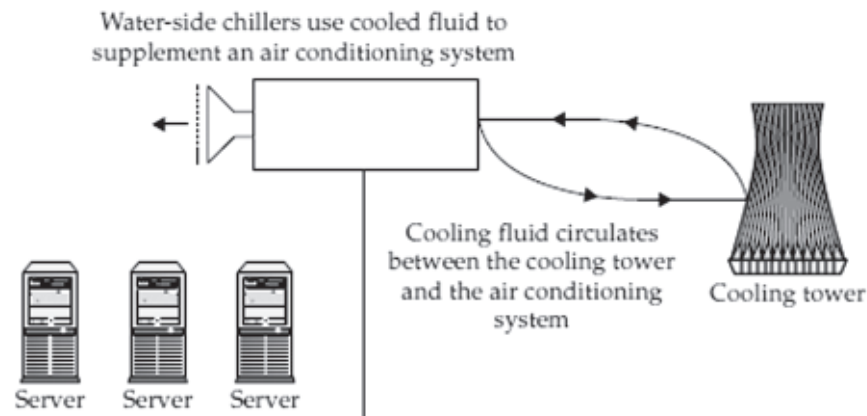 Water-side chillers use cooled fluid to
supplement an air conditioning system
Cooling fluid circulates
between the cooling tower
and the air conditioning
system
Cooling tower
Server
Server
Server